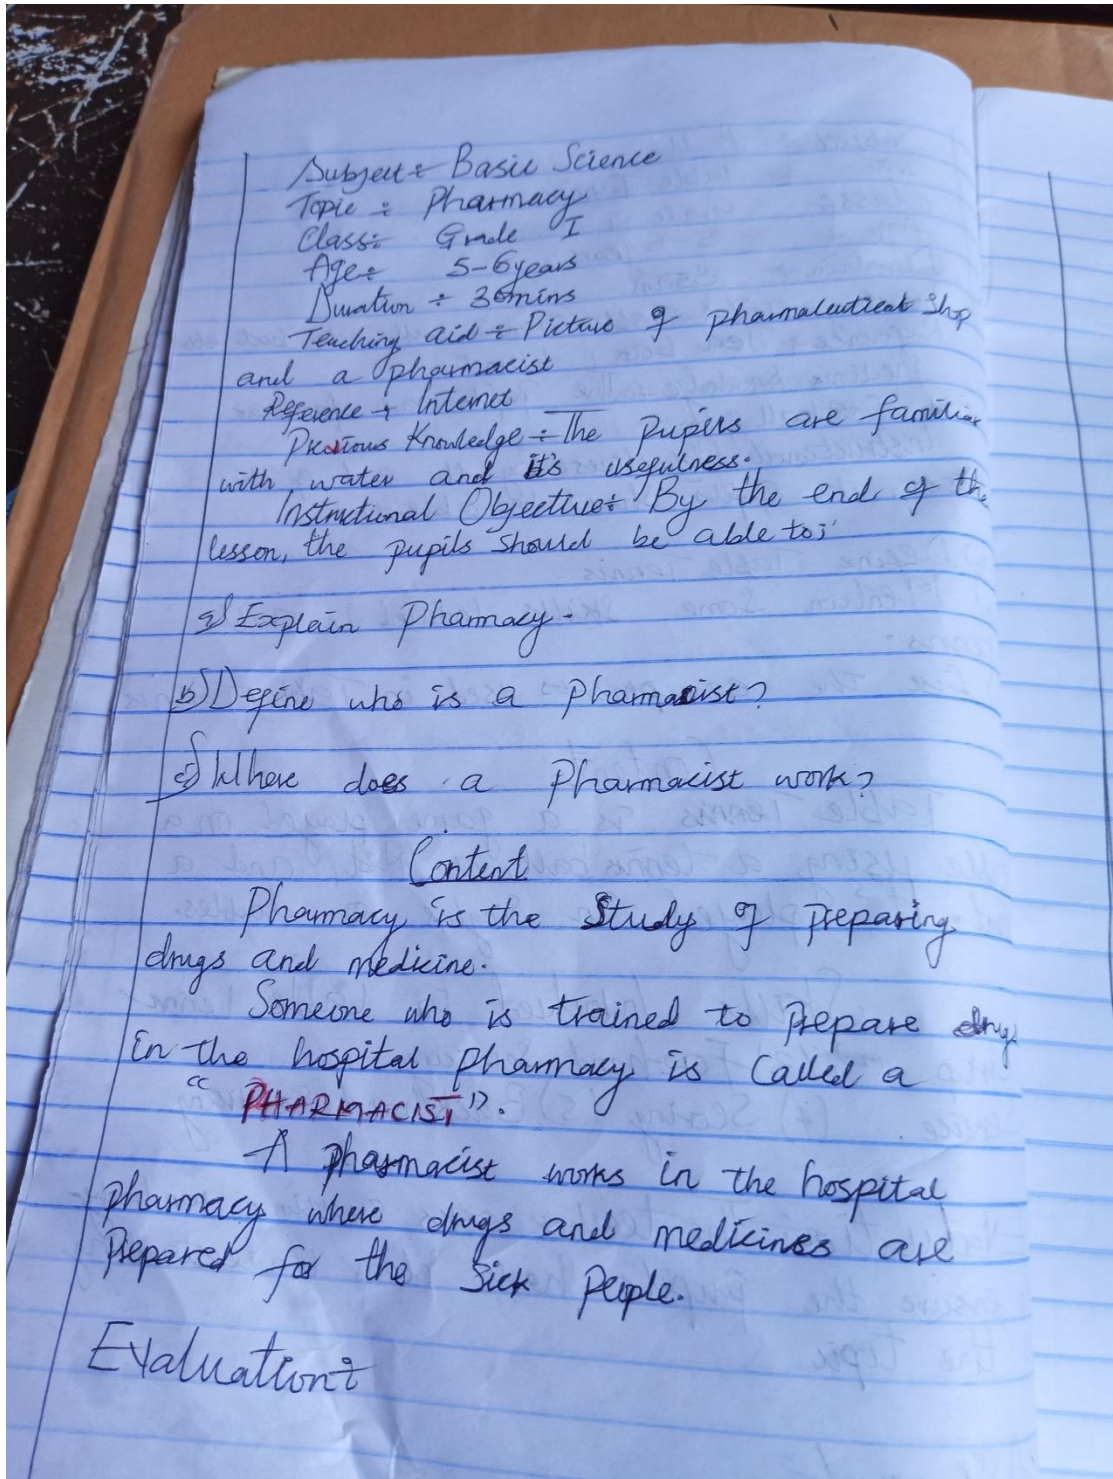 Subject÷ Basic Science
Topic ÷ Pharmacy
Class÷ Grade I
Age÷ 5-6years
Duration ÷ 30mins
Teaching aid ÷ Picture of pharmaceutical shop
and a pharmacist
Reference ÷ Internet
Previous Knowledge ÷ The pupils are familiar
with water and it's usefulness.
Instructional Objective÷ By the end of the
lesson, the pupils should be able to;
a) Explain Pharmacy.
b) Define who is a Pharmacist?
c) Where does a Pharmacist work?
Content
Pharmacy is the Study of preparing
drugs and medicine.
Someone who is trained to prepare drug
in the hospital pharmacy is Called a
"PHARMACIST".
A pharmacist works in the hospital
pharmacy where drugs and medicines are
Prepared for the Sick People.
Evaluation÷